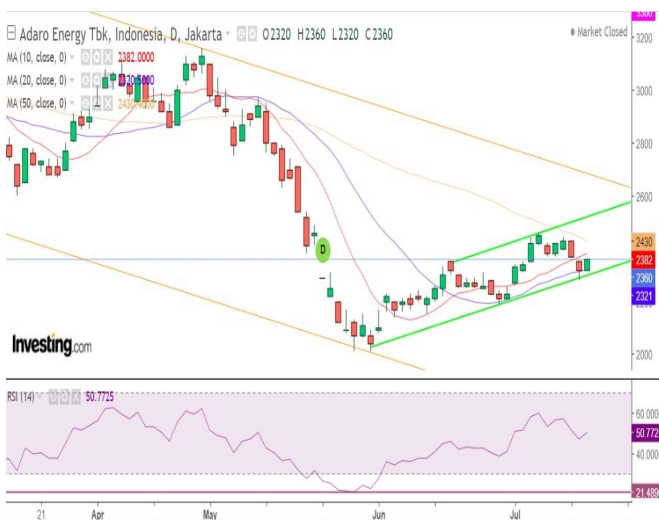 3380
Adaro Energy Tbk, Indonesia, D, Jakarta O2320 H2360 L2320 C2360
Market Closed
MA (10, close, 0) 2382.0000
MA (20, close, 0)
MA (50, close, 0)
3200
3000
2800
2600
2430
2382
2360
2321
2000
D
Investing.com
RSI (14) 50.7725
60.000
50.772
40.000
21.489
21 Apr May Jun Jul